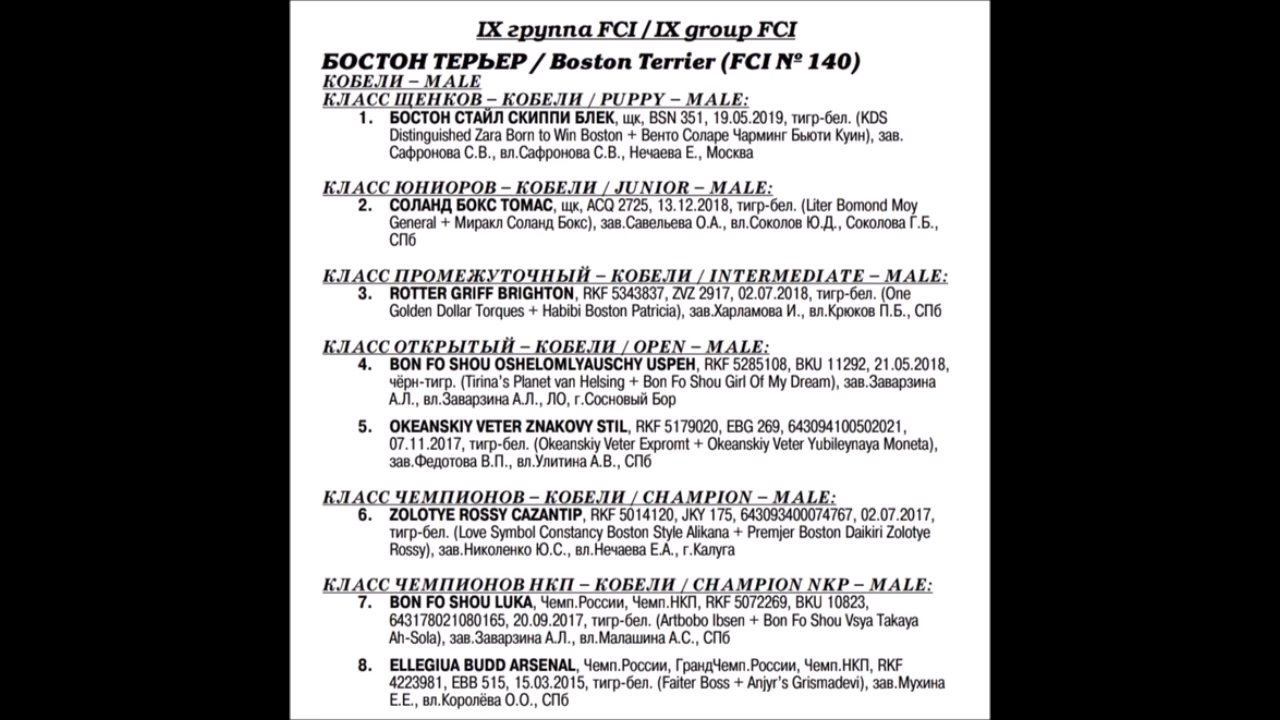 IX группа FCI / IX group FCI
БОСТОН ТЕРЬЕР / Boston Terrier (FCI № 140)
КОБЕЛИ – MALE
КЛАСС ЩЕНКОВ – КОБЕЛИ / PUPPY – MALE:
1. БОСТОН СТАЙЛ СКИППИ БЛЕК, щк, BSN 351, 19.05.2019, тигр-бел. (KDS
Distinguished Zara Born to Win Boston + Венто Соларе Чарминг Бьюти Куин), зав.
Сафронова С.В., вл.Сафронова С.В., Нечаева Е., Москва
КЛАСС ЮНИОРОВ – КОБЕЛИ / JUNIOR – MALE:
2. СОЛАНД БОКС ТОМАС, щк, ACQ 2725, 13.12.2018, тигр-бел. (Liter Bomond Moy
General + Миракл Соланд Бокс), зав.Савельева О.А., вл.Соколов Ю.Д., Соколова Г.Б.,
СПб
КЛАСС ПРОМЕЖУТОЧНЫЙ – КОБЕЛИ / INTERMEDIATE – MALE:
3. ROTTER GRIFF BRIGHTON, RKF 5343837, ZVZ 2917, 02.07.2018, тигр-бел. (One
Golden Dollar Torques + Habibi Boston Patricia), зав.Харламова И., вл.Крюков П.Б., СПб
КЛАСС ОТКРЫТЫЙ – КОБЕЛИ / OPEN – MALE:
4. BON FO SHOU OSHELOMLYAUSCHY USPEH, RKF 5285108, BKU 11292, 21.05.2018,
чёрн-тигр. (Tirina's Planet van Helsing + Bon Fo Shou Girl Of My Dream), зав.Заварзина
А.Л., вл.Заварзина А.Л., ЛО, г.Сосновый Бор
5. OKEANSKIY VETER ZNAKOVY STIL, RKF 5179020, EBG 269, 643094100502021,
07.11.2017, тигр-бел. (Okeanskiy Veter Expromt + Okeanskiy Veter Yubileynaya Moneta),
зав.Федотова В.П., вл.Улитина А.В., СПб
КЛАСС ЧЕМПИОНОВ – КОБЕЛИ / CHAMPION – MALE:
6. ZOLOTYE ROSSY CAZANTIP, RKF 5014120, JKY 175, 643093400074767, 02.07.2017,
тигр-бел. (Love Symbol Constancy Boston Style Alikana + Premjer Boston Daikiri Zolotye
Rossy), зав.Николенко Ю.С., вл.Нечаева Е.А., г.Калуга
КЛАСС ЧЕМПИОНОВ НКП – КОБЕЛИ / CHAMPION NKP – MALE:
7. BON FO SHOU LUKA, Чемп.России, Чемп.НКП, RKF 5072269, BKU 10823,
643178021080165, 20.09.2017, тигр-бел. (Artbobo Ibsen + Bon Fo Shou Vsya Takaya
Ah-Sola), зав.Заварзина А.Л., вл.Малашина А.С., СПб
8. ELLEGIUA BUDD ARSENAL, Чемп.России, ГрандЧемп.России, Чемп.НКП, RKF
4223981, EBB 515, 15.03.2015, тигр-бел. (Faiter Boss + Anjyr's Grismadevi), зав.Мухина
Е.Е., вл.Королёва О.О., СПб